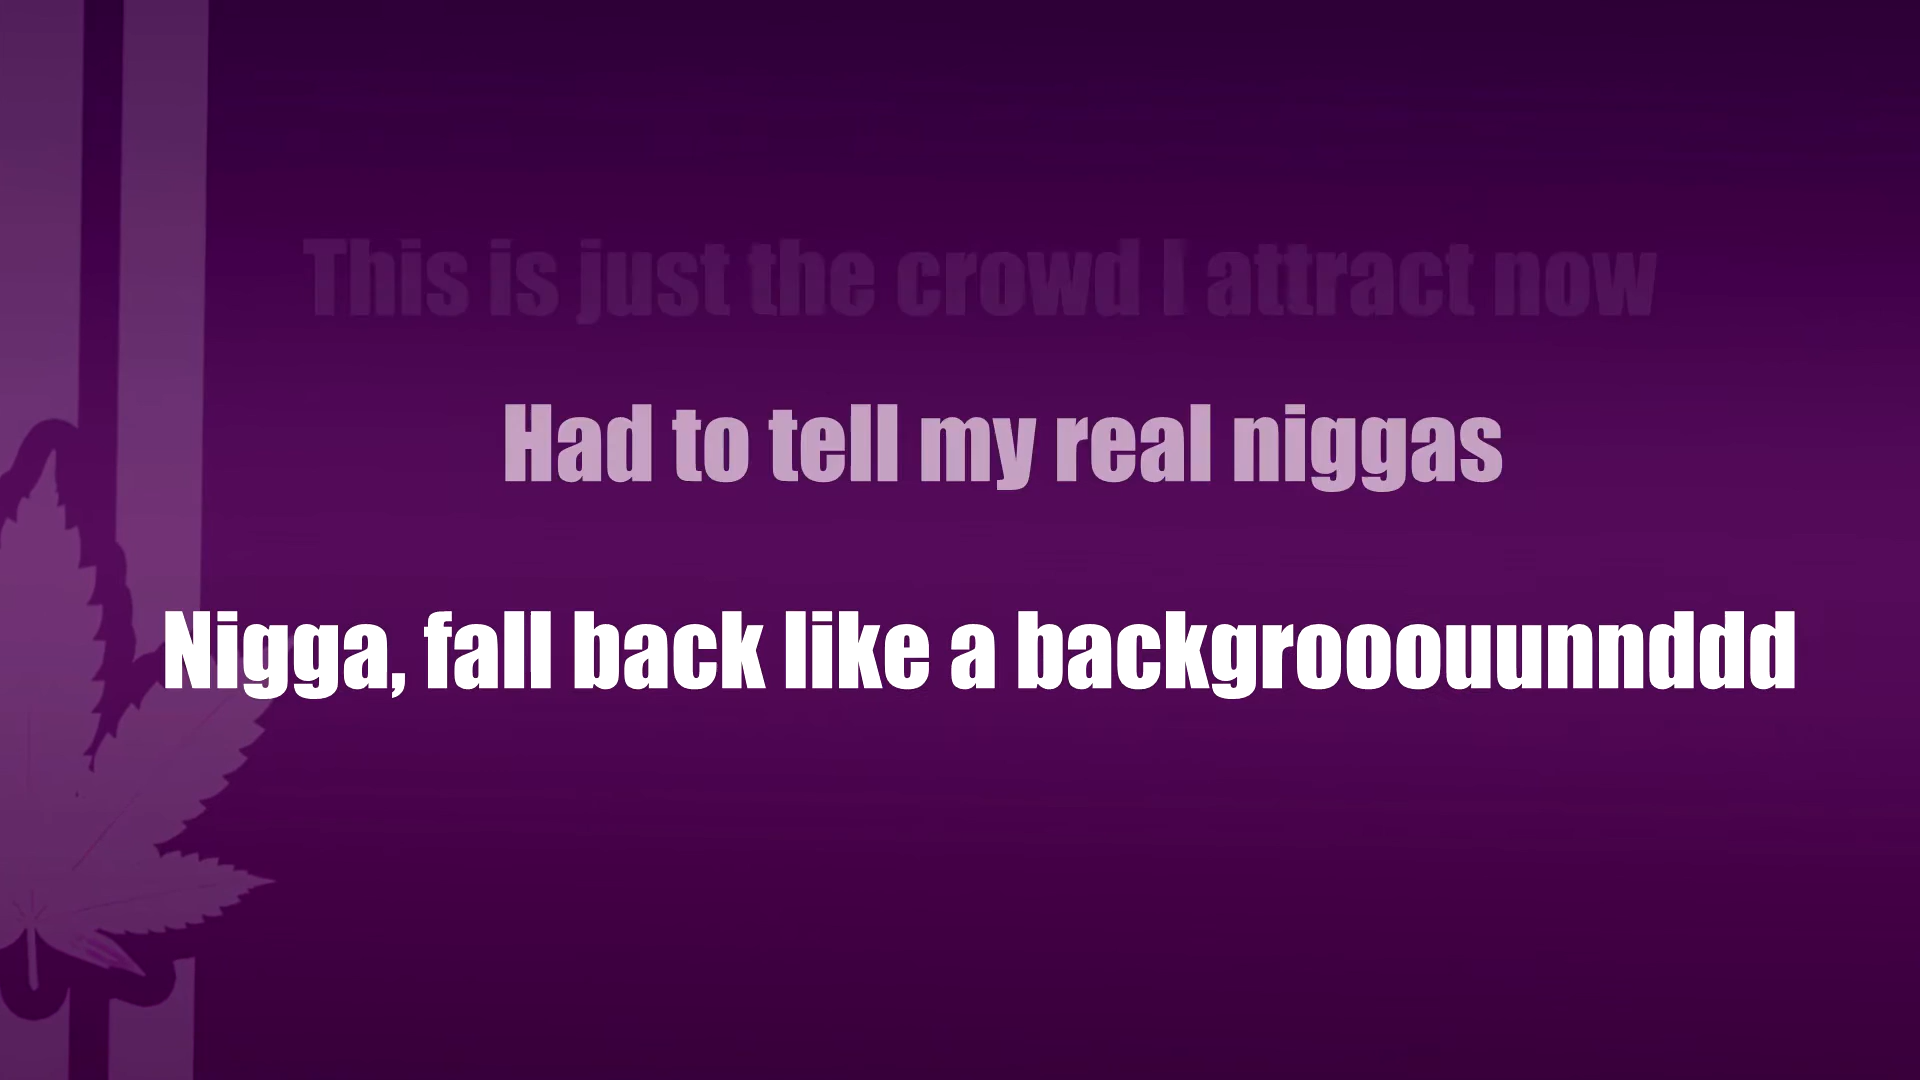 This is just the crowd I attract now
Had to tell my real niggas
Nigga, fall back like a backgrooouunnddd